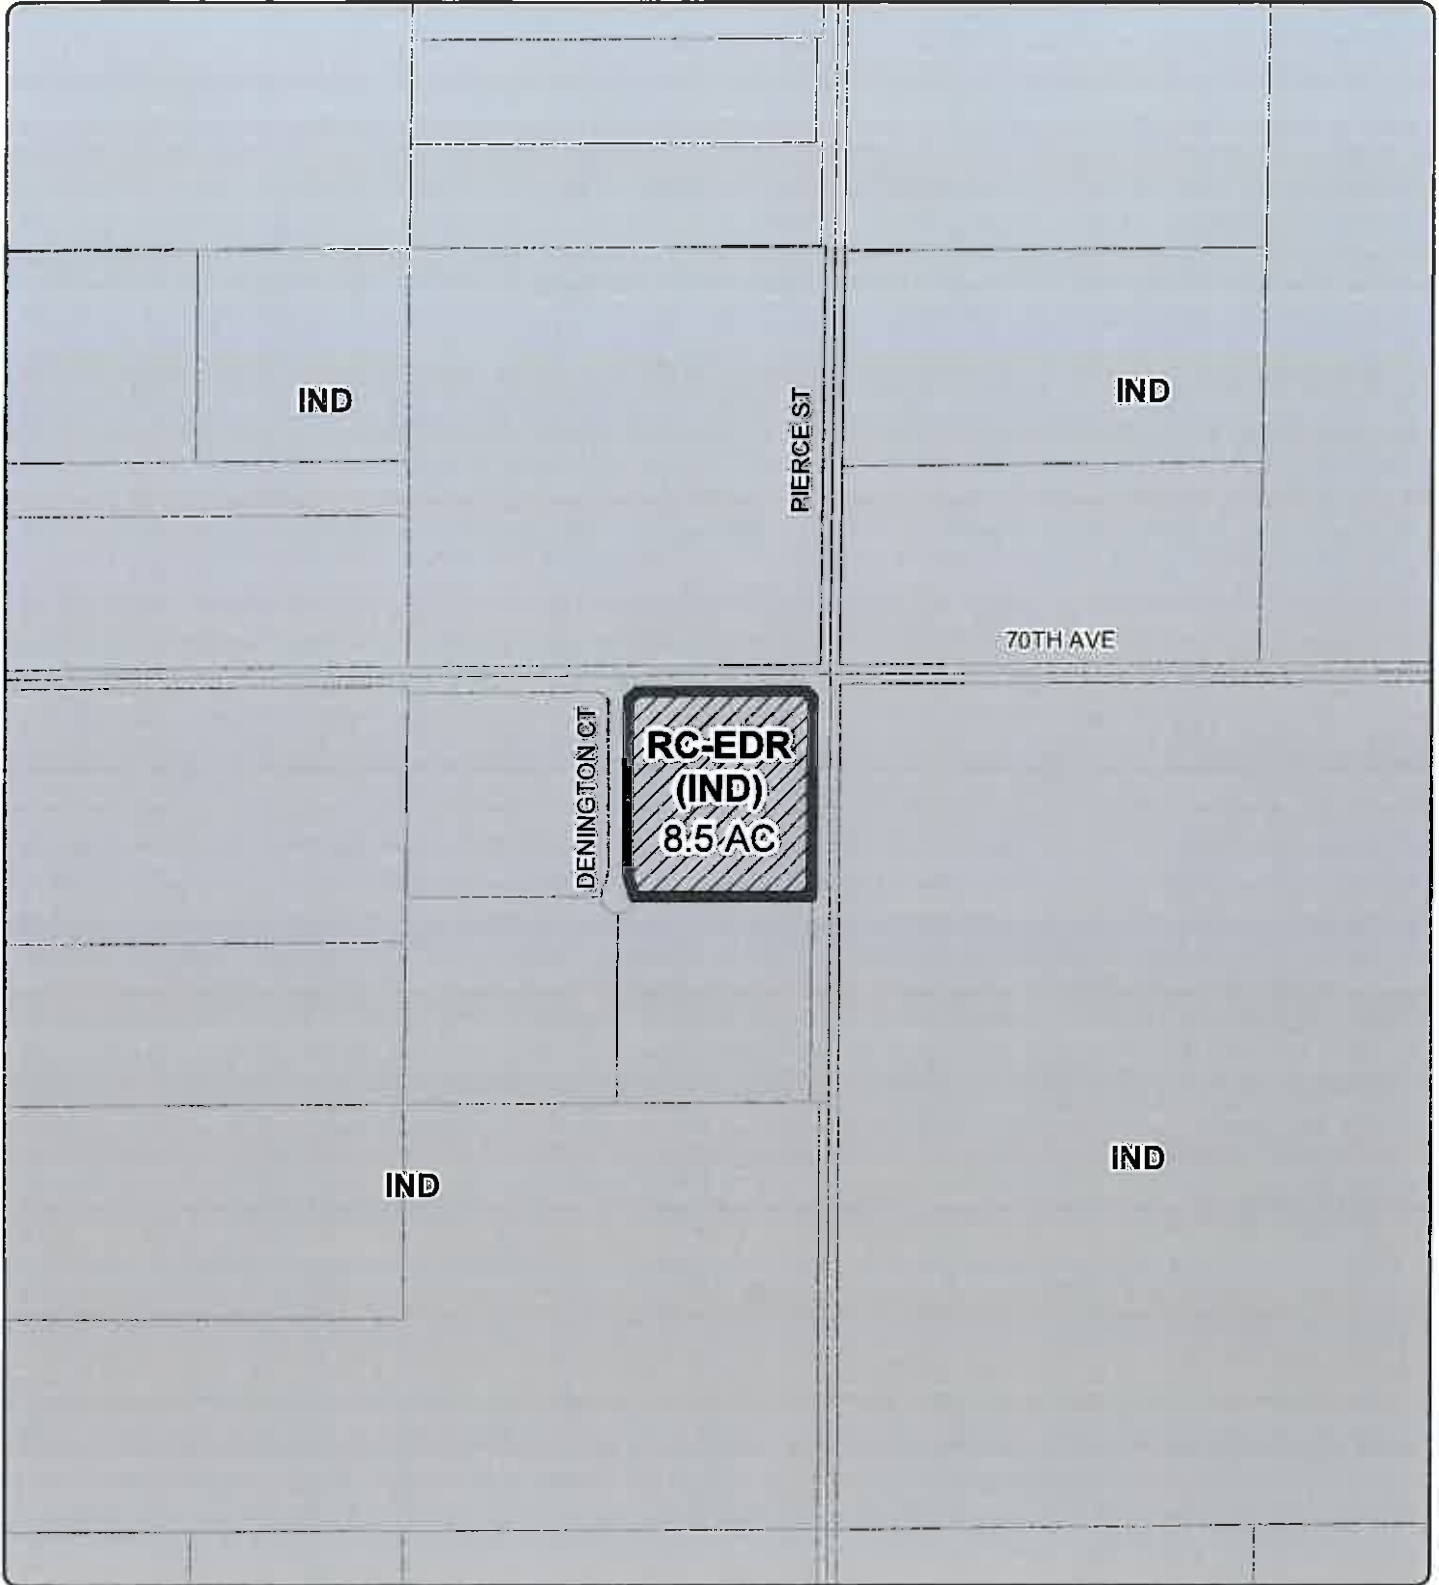 IND
IND
PIERCE ST
70TH AVE
DENINGTON CT
RC-EDR
(IND)
8.5 AC
IND
IND